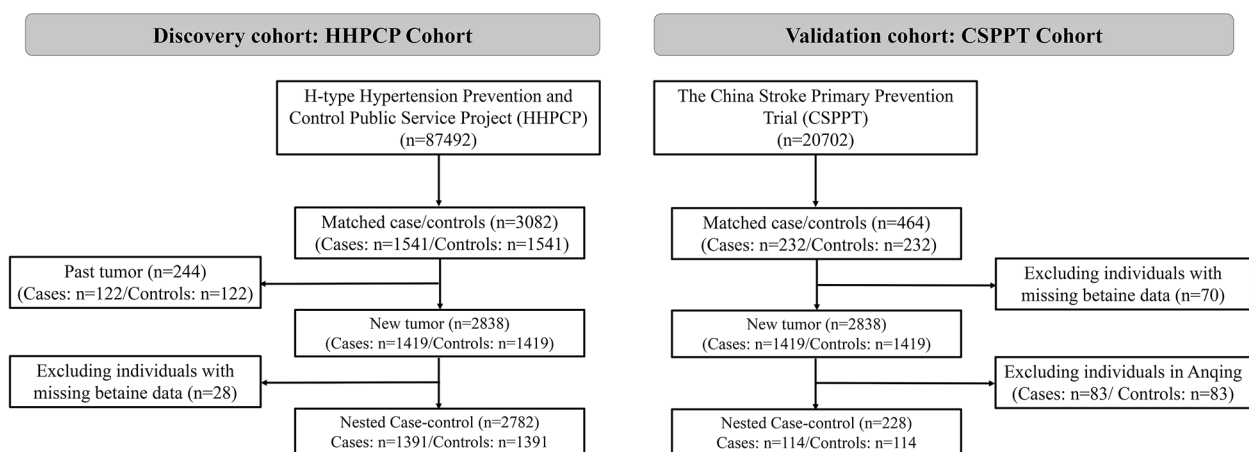 Discovery cohort: HHPCP Cohort
H-type Hypertension Prevention and
Control Public Service Project (HHPCP)
(n=87492)
Matched case/controls (n=3082)
(Cases: n=1541/Controls: n=1541)
Past tumor (n=244)
(Cases: n=122/Controls: n=122)
New tumor (n=2838)
(Cases: n=1419/Controls: n=1419)
Excluding individuals with
missing betaine data (n=28)
Nested Case-control (n=2782)
Cases: n=1391/Controls: n=1391
Validation cohort: CSPPT Cohort
The China Stroke Primary Prevention
Trial (CSPPT)
(n=20702)
Matched case/controls (n=464)
(Cases: n=232/Controls: n=232)
Excluding individuals with
missing betaine data (n=70)
New tumor (n=2838)
(Cases: n=1419/Controls: n=1419)
Excluding individuals in Anqing
(Cases: n=83/ Controls: n=83)
Nested Case-control (n=228)
Cases: n=114/Controls: n=114